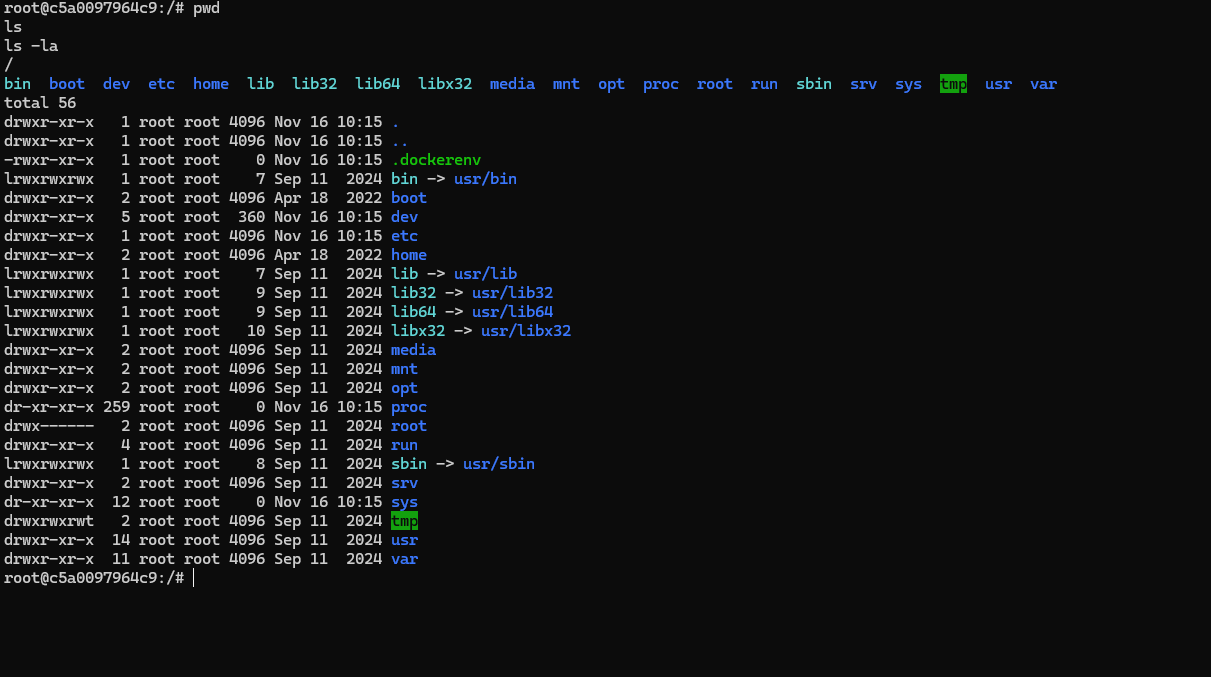 root@c5a0097964c9:/# pwd
ls
ls -la
/
bin  boot  dev  etc  home  lib  lib32  lib64  libx32  media  mnt  opt  proc  root  run  sbin  srv  sys  tmp  usr  var
total 56
drwxr-xr-x   1 root root 4096 Nov 16 10:15 .
drwxr-xr-x   1 root root 4096 Nov 16 10:15 ..
-rwxr-xr-x   1 root root    0 Nov 16 10:15 .dockerenv
lrwxrwxrwx   1 root root    7 Sep 11  2024 bin -> usr/bin
drwxr-xr-x   2 root root 4096 Apr 18  2022 boot
drwxr-xr-x   5 root root  360 Nov 16 10:15 dev
drwxr-xr-x   1 root root 4096 Nov 16 10:15 etc
drwxr-xr-x   2 root root 4096 Apr 18  2022 home
lrwxrwxrwx   1 root root    7 Sep 11  2024 lib -> usr/lib
lrwxrwxrwx   1 root root    9 Sep 11  2024 lib32 -> usr/lib32
lrwxrwxrwx   1 root root    9 Sep 11  2024 lib64 -> usr/lib64
lrwxrwxrwx   1 root root   10 Sep 11  2024 libx32 -> usr/libx32
drwxr-xr-x   2 root root 4096 Sep 11  2024 media
drwxr-xr-x   2 root root 4096 Sep 11  2024 mnt
drwxr-xr-x   2 root root 4096 Sep 11  2024 opt
dr-xr-xr-x 259 root root    0 Nov 16 10:15 proc
drwx------   2 root root 4096 Sep 11  2024 root
drwxr-xr-x   4 root root 4096 Sep 11  2024 run
lrwxrwxrwx   1 root root    8 Sep 11  2024 sbin -> usr/sbin
drwxr-xr-x   2 root root 4096 Sep 11  2024 srv
dr-xr-xr-x  12 root root    0 Nov 16 10:15 sys
drwxrwxrwt   2 root root 4096 Sep 11  2024 tmp
drwxr-xr-x  14 root root 4096 Sep 11  2024 usr
drwxr-xr-x  11 root root 4096 Sep 11  2024 var
root@c5a0097964c9:/#